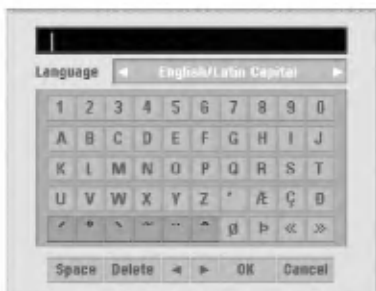 Language ◄ English/Latin Capital ►
1 2 3 4 5 6 7 8 9 0
A B C D E F G H I J
K L M N O P Q R S T
U V W X Y Z ' Æ Ç Ð
´ ° ` ~ ¨ ^ Ø Þ « »
Space Delete ◄ ► OK Cancel